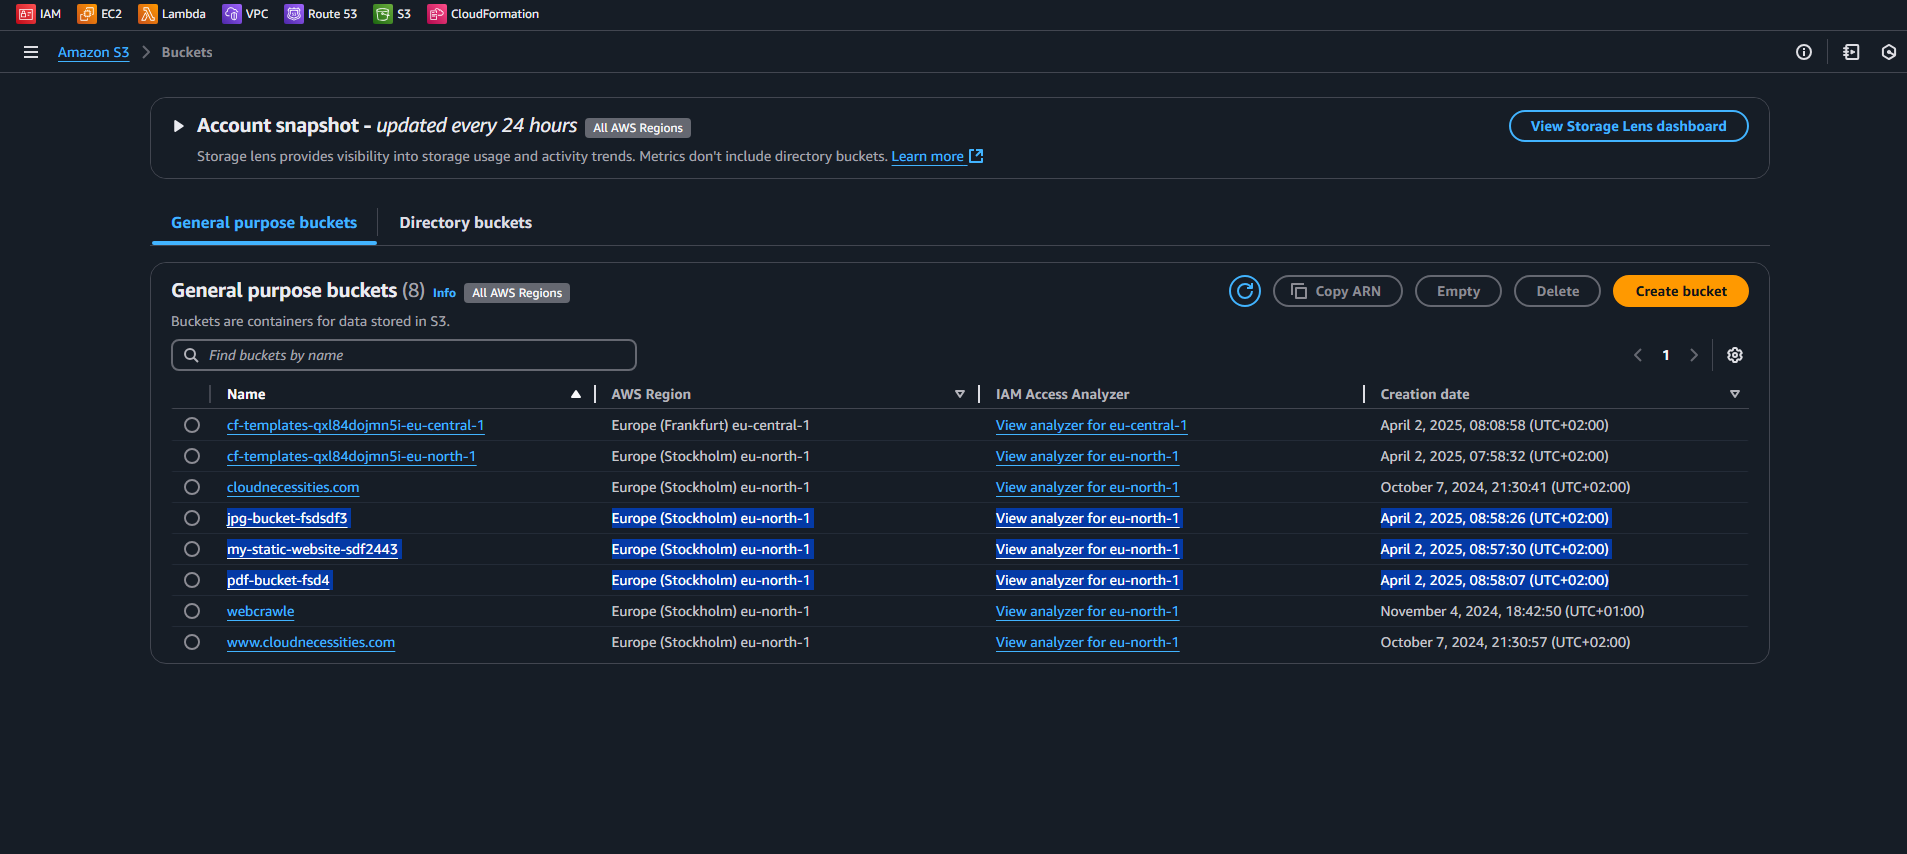 IAM EC2 Lambda VPC Route 53 S3 CloudFormation
Amazon S3 Buckets
Account snapshot - updated every 24 hours All AWS Regions View Storage Lens dashboard
Storage lens provides visibility into storage usage and activity trends. Metrics don't include directory buckets. Learn more
General purpose buckets Directory buckets
General purpose buckets (8) Info All AWS Regions Copy ARN Empty Delete Create bucket
Buckets are containers for data stored in S3.
Find buckets by name 1
Name AWS Region IAM Access Analyzer Creation date
cf-templates-qxl84dojmn5i-eu-central-1 Europe (Frankfurt) eu-central-1 View analyzer for eu-central-1 April 2, 2025, 08:08:58 (UTC+02:00)
cf-templates-qxl84dojmn5i-eu-north-1 Europe (Stockholm) eu-north-1 View analyzer for eu-north-1 April 2, 2025, 07:58:32 (UTC+02:00)
cloudnecessities.com Europe (Stockholm) eu-north-1 View analyzer for eu-north-1 October 7, 2024, 21:30:41 (UTC+02:00)
jpg-bucket-fsdsdf3 Europe (Stockholm) eu-north-1 View analyzer for eu-north-1 April 2, 2025, 08:58:26 (UTC+02:00)
my-static-website-sdf2443 Europe (Stockholm) eu-north-1 View analyzer for eu-north-1 April 2, 2025, 08:57:30 (UTC+02:00)
pdf-bucket-fsd4 Europe (Stockholm) eu-north-1 View analyzer for eu-north-1 April 2, 2025, 08:58:07 (UTC+02:00)
webcrawle Europe (Stockholm) eu-north-1 View analyzer for eu-north-1 November 4, 2024, 18:42:50 (UTC+01:00)
www.cloudnecessities.com Europe (Stockholm) eu-north-1 View analyzer for eu-north-1 October 7, 2024, 21:30:57 (UTC+02:00)